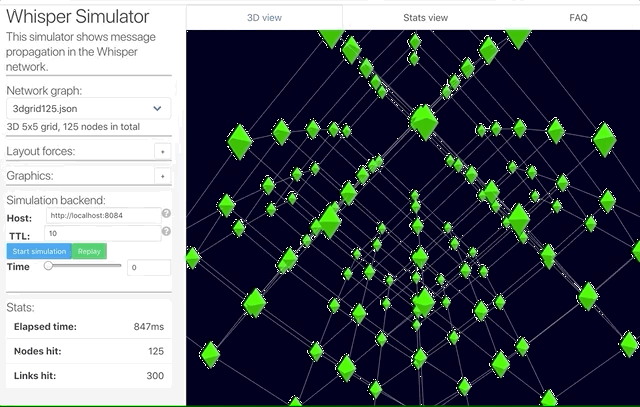 Whisper Simulator
This simulator shows message
propagation in the Whisper
network.
Network graph:
3dgrid125.json
3D 5x5 grid, 125 nodes in total
Layout forces:
+
Graphics:
+
Simulation backend:
Host: http://localhost:8084 ?
TTL: 10 ?
Start simulation Replay
Time 0
Stats:
Elapsed time: 847ms
Nodes hit: 125
Links hit: 300
3D view Stats view FAQ